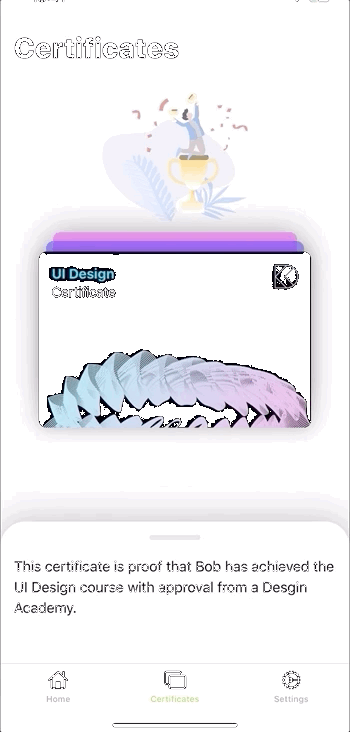 Certificates
UI Design
Certificate
This certificate is proof that Bob has achieved the
UI Design course with approval from a Desgin
Academy.
Home
Certificates
Settings